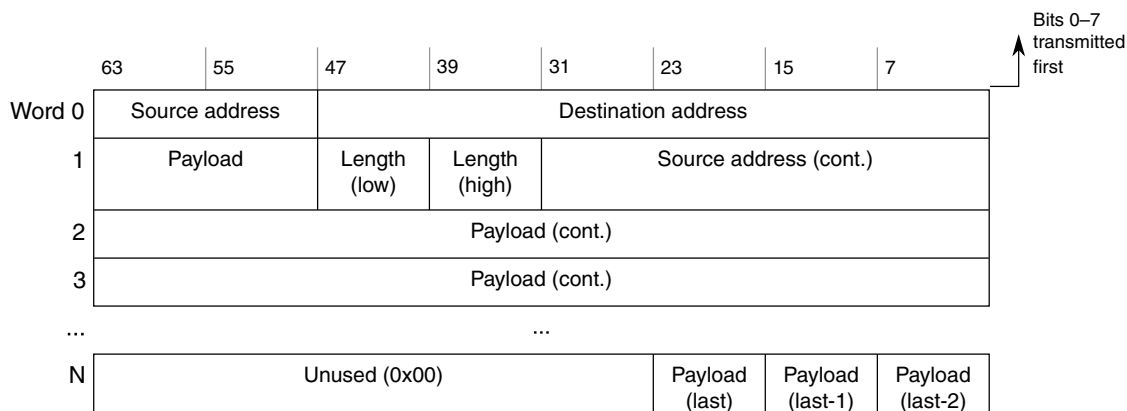 Bits 0–7
transmitted
first
63 55 47 39 31 23 15 7
Word 0 Source address Destination address
1 Payload Length (low) Length (high) Source address (cont.)
2 Payload (cont.)
3 Payload (cont.)
... ...
N Unused (0x00) Payload (last) Payload (last-1) Payload (last-2)